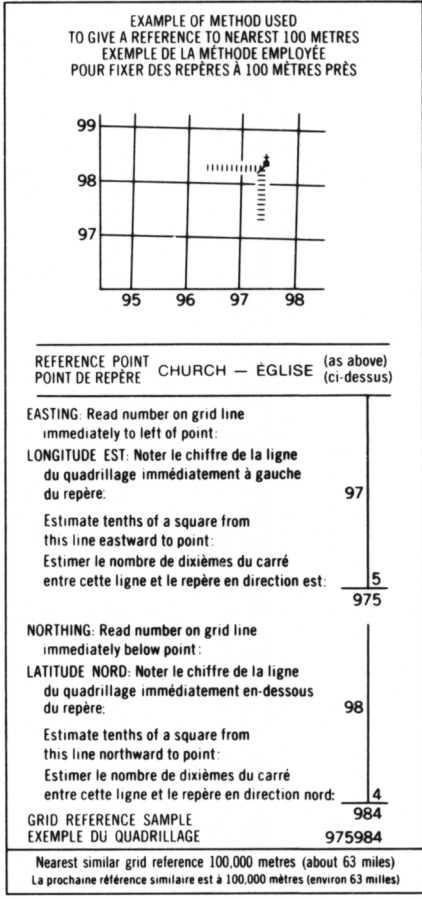 EXAMPLE OF METHOD USED
TO GIVE A REFERENCE TO NEAREST 100 METRES
EXEMPLE DE LA MÉTHODE EMPLOYÉE
POUR FIXER DES REPÈRES À 100 MÈTRES PRÈS
99
98
97
95 96 97 98
REFERENCE POINT CHURCH — ÉGLISE (as above)
POINT DE REPÈRE (ci-dessus)
EASTING: Read number on grid line
immediately to left of point:
LONGITUDE EST: Noter le chiffre de la ligne
du quadrillage immédiatement à gauche
du repère: 97
Estimate tenths of a square from
this line eastward to point:
Estimer le nombre de dixièmes du carré
entre cette ligne et le repère en direction est: 5
975
NORTHING: Read number on grid line
immediately below point:
LATITUDE NORD: Noter le chiffre de la ligne
du quadrillage immédiatement en-dessous
du repère: 98
Estimate tenths of a square from
this line northward to point:
Estimer le nombre de dixièmes du carré
entre cette ligne et le repère en direction nord: 4
GRID REFERENCE SAMPLE 984
EXEMPLE DU QUADRILLAGE 975984
Nearest similar grid reference 100,000 metres (about 63 miles)
La prochaine référence similaire est à 100,000 mètres (environ 63 milles)